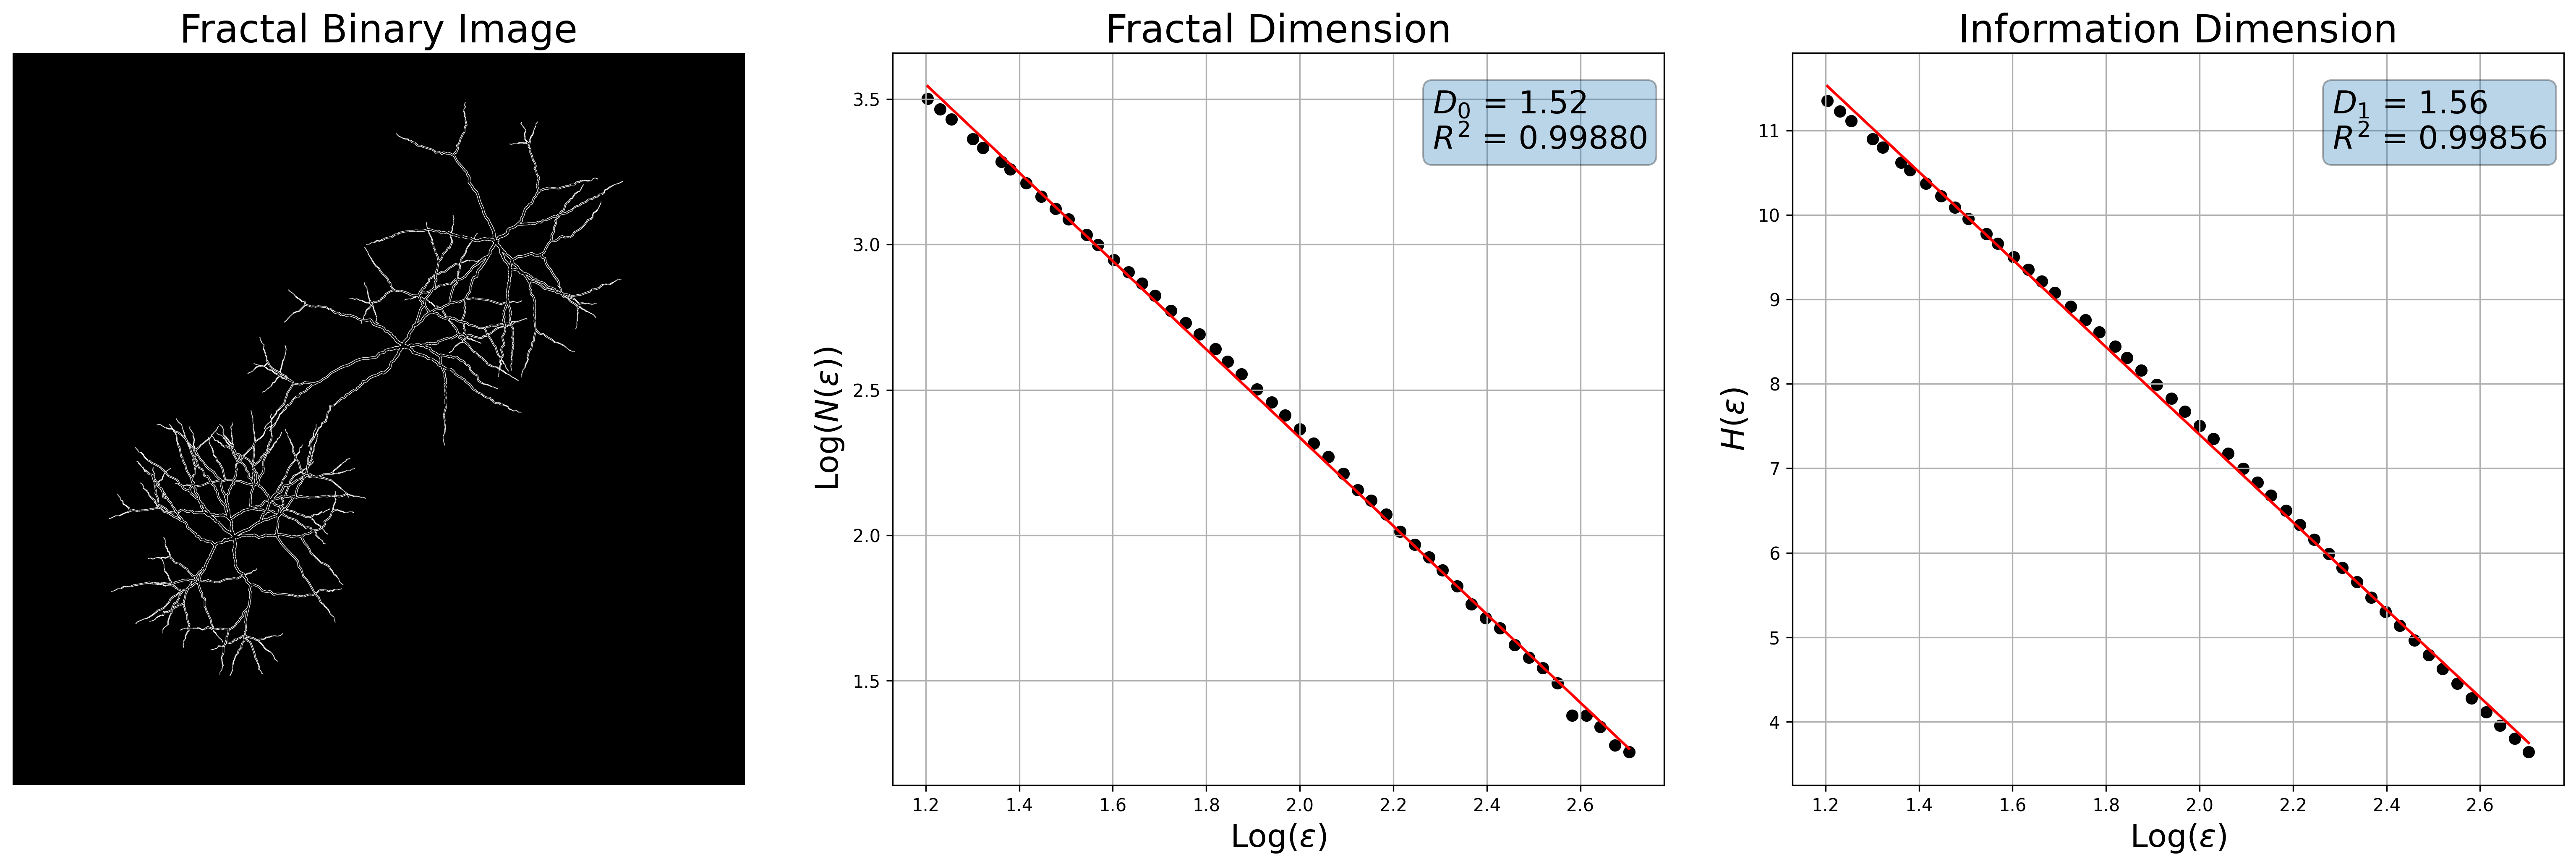 Fractal Binary Image
Fractal Dimension
D₀ = 1.52
R² = 0.99880
Log(N(ε))
3.5
3.0
2.5
2.0
1.5
1.2 1.4 1.6 1.8 2.0 2.2 2.4 2.6
Log(ε)
Information Dimension
D₁ = 1.56
R² = 0.99856
H(ε)
11
10
9
8
7
6
5
4
1.2 1.4 1.6 1.8 2.0 2.2 2.4 2.6
Log(ε)